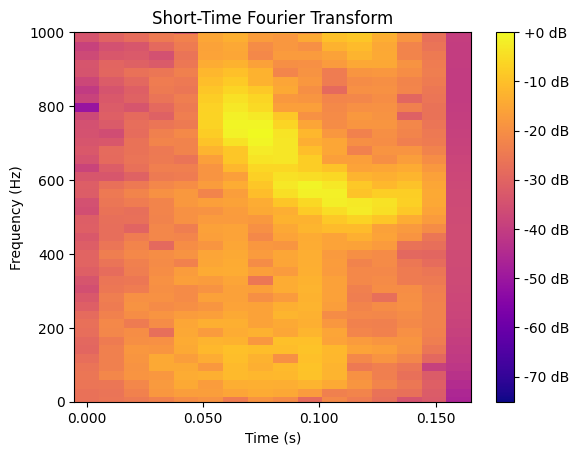 Short-Time Fourier Transform
1000
800
600
400
200
0
Frequency (Hz)
0.000
0.050
0.100
0.150
Time (s)
+0 dB
-10 dB
-20 dB
-30 dB
-40 dB
-50 dB
-60 dB
-70 dB